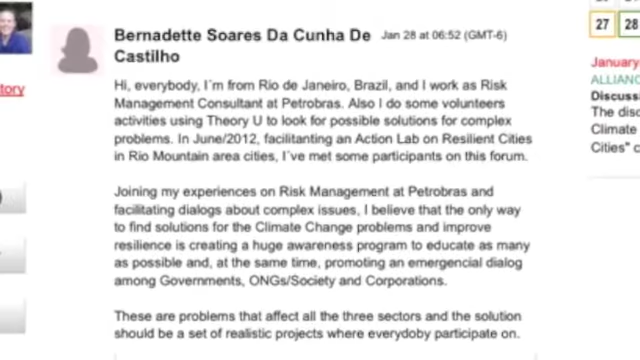 Bernadette Soares Da Cunha De Castilho
Jan 28 at 06:52 (GMT-6)
Hi, everybody, I´m from Rio de Janeiro, Brazil, and I work as Risk
Management Consultant at Petrobras. Also I do some volunteers
activities using Theory U to look for possible solutions for complex
problems. In June/2012, facilitanting an Action Lab on Resilient Cities
in Rio Mountain area cities, I´ve met some participants on this forum.
Joining my experiences on Risk Management at Petrobras and
facilitating dialogs about complex issues, I believe that the only way
to find solutions for the Climate Change problems and improve
resilience is creating a huge awareness program to educate as many
as possible and, at the same time, promoting an emergencial dialog
among Governments, ONGs/Society and Corporations.
These are problems that affect all the three sectors and the solution
should be a set of realistic projects where everydoby participate on.
tory
27 28
January
ALLIANC
Discuss
The disc
Climate
Cities" c